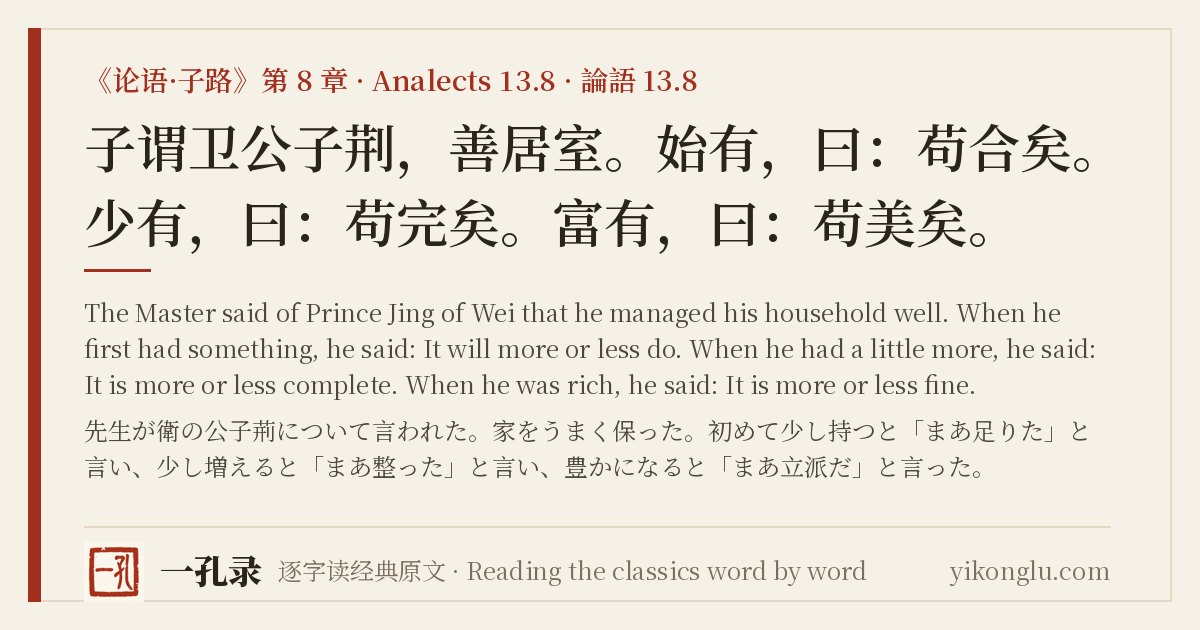 《论语·子路》第 8 章 · Analects 13.8 · 論語 13.8
子谓卫公子荆，善居室。始有，曰：苟合矣。
少有，曰：苟完矣。富有，曰：苟美矣。
The Master said of Prince Jing of Wei that he managed his household well. When he
first had something, he said: It will more or less do. When he had a little more, he said:
It is more or less complete. When he was rich, he said: It is more or less fine.
先生が衛の公子荊について言われた。家をうまく保った。初めて少し持つと「まあ足りた」と
言い、少し増えると「まあ整った」と言い、豊かになると「まあ立派だ」と言った。
一孔
一孔录 逐字读经典原文 · Reading the classics word by word yikonglu.com